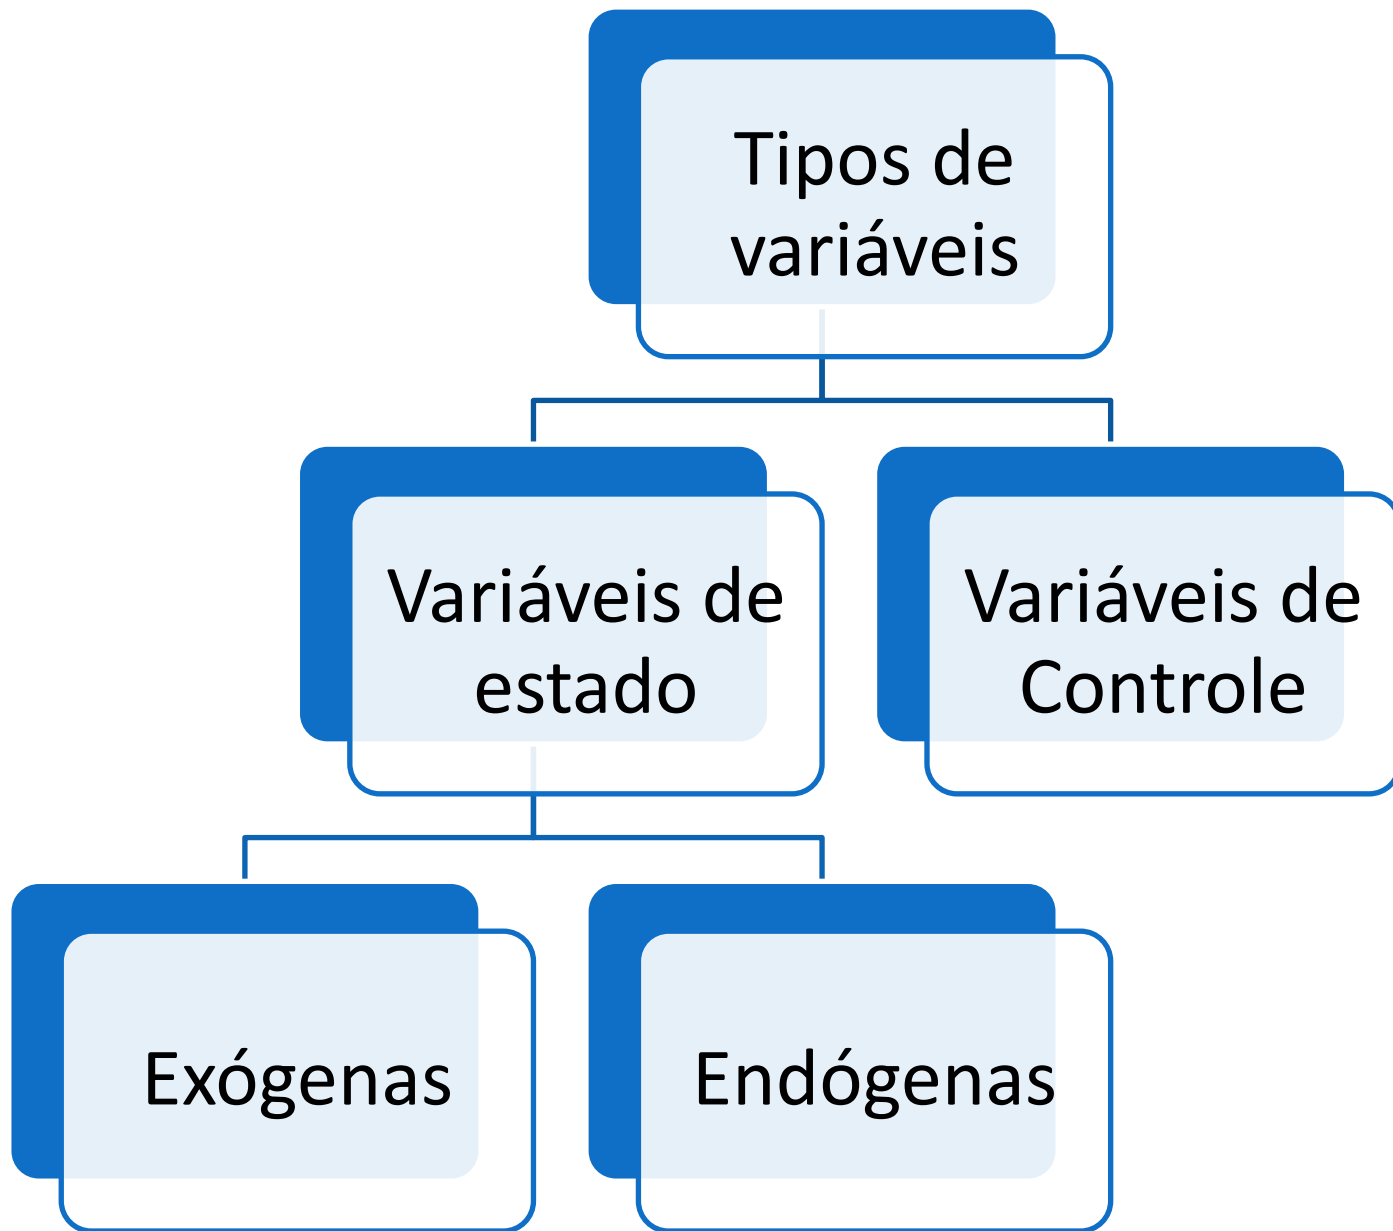 Tipos de
variáveis
Variáveis de
estado
Variáveis de
Controle
Exógenas
Endógenas